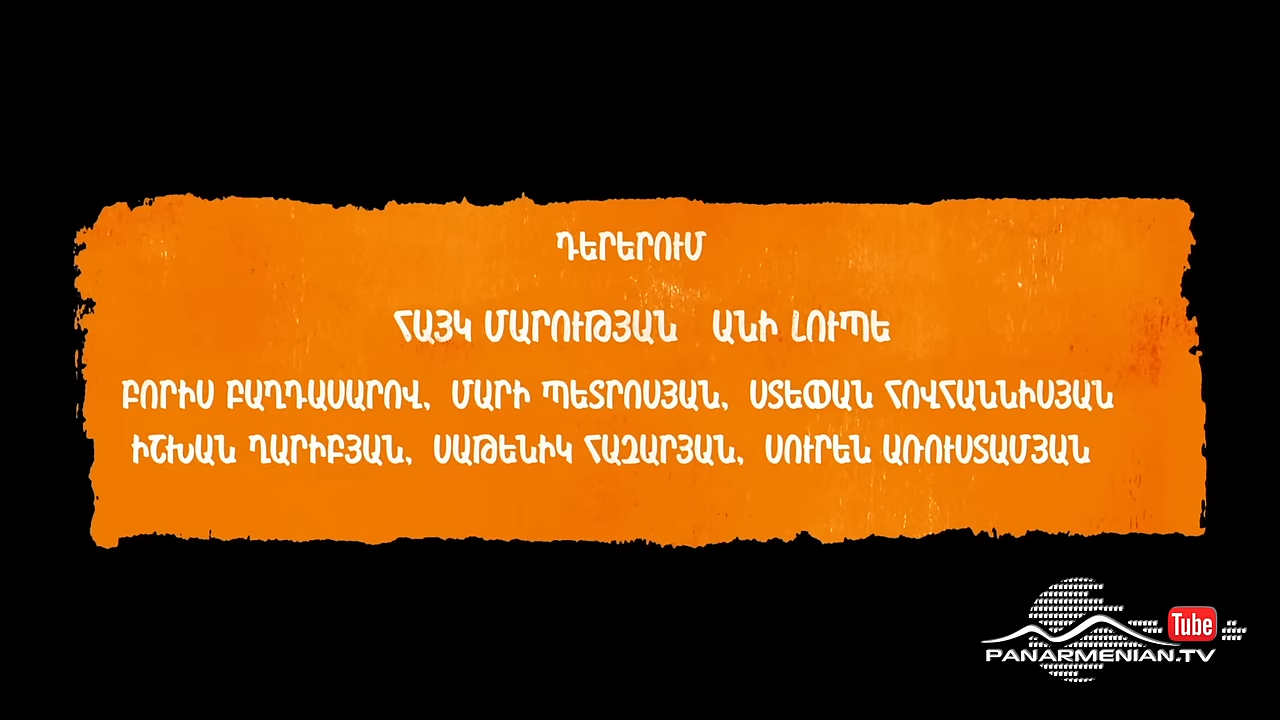 ԴԵՐԵՐՈՒՄ
ՀԱՅԿ ՄԱՐՈՒԹՅԱՆ ԱՆԻ ԼՈՒՊԵ
ԲՈՐԻՍ ԲԱՂԴԱՍԱՐՈՎ, ՄԱՐԻ ՊԵՏՐՈՍՅԱՆ, ՍՏԵՓԱՆ ՀՈՎՀԱՆՆԻՍՅԱՆ
ԻՇԽԱՆ ՂԱՐԻԲՅԱՆ, ՍԱԹԵՆԻԿ ՀԱԶԱՐՅԱՆ, ՍՈՒՐԵՆ ԱՌՈՒՍՏԱՄՅԱՆ
Tube
PANARMENIAN.TV